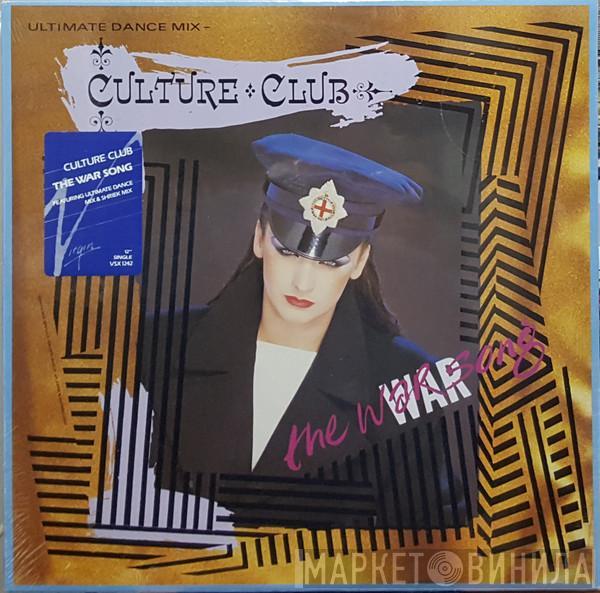 ULTIMATE DANCE MIX -
CULTURE CLUB
CULTURE CLUB
THE WAR SONG
FEATURING ULTIMATE DANCE
MIX & SHRIEK MIX
Virgin
12"
SINGLE
VSX 1242
the war song
WAR
МАРКЕТ ВИНИЛА